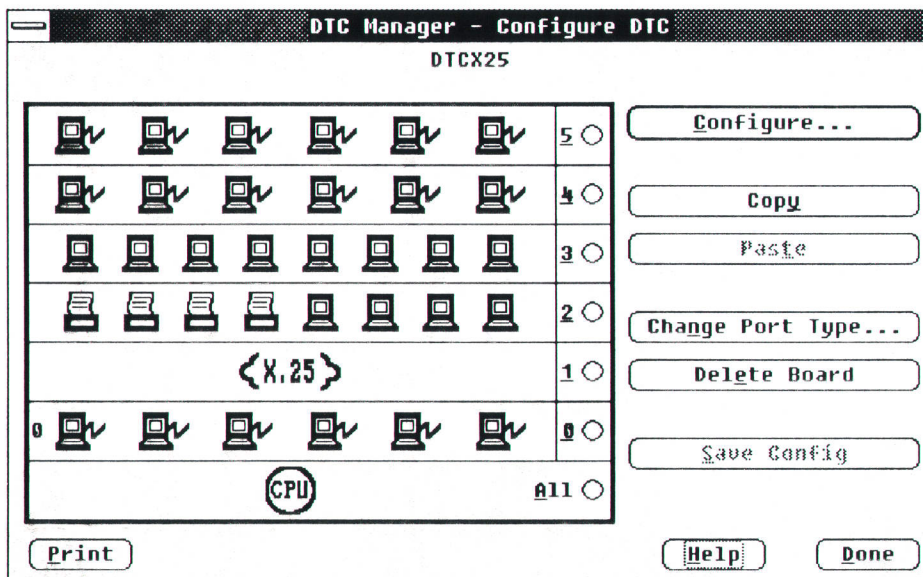 DTC Manager - Configure DTC
DTCX25
5
Configure...
4
Copy
3
Paste
2
Change Port Type...
X.25
1
Delete Board
0
0
Save Config
CPU
All
Print
Help
Done